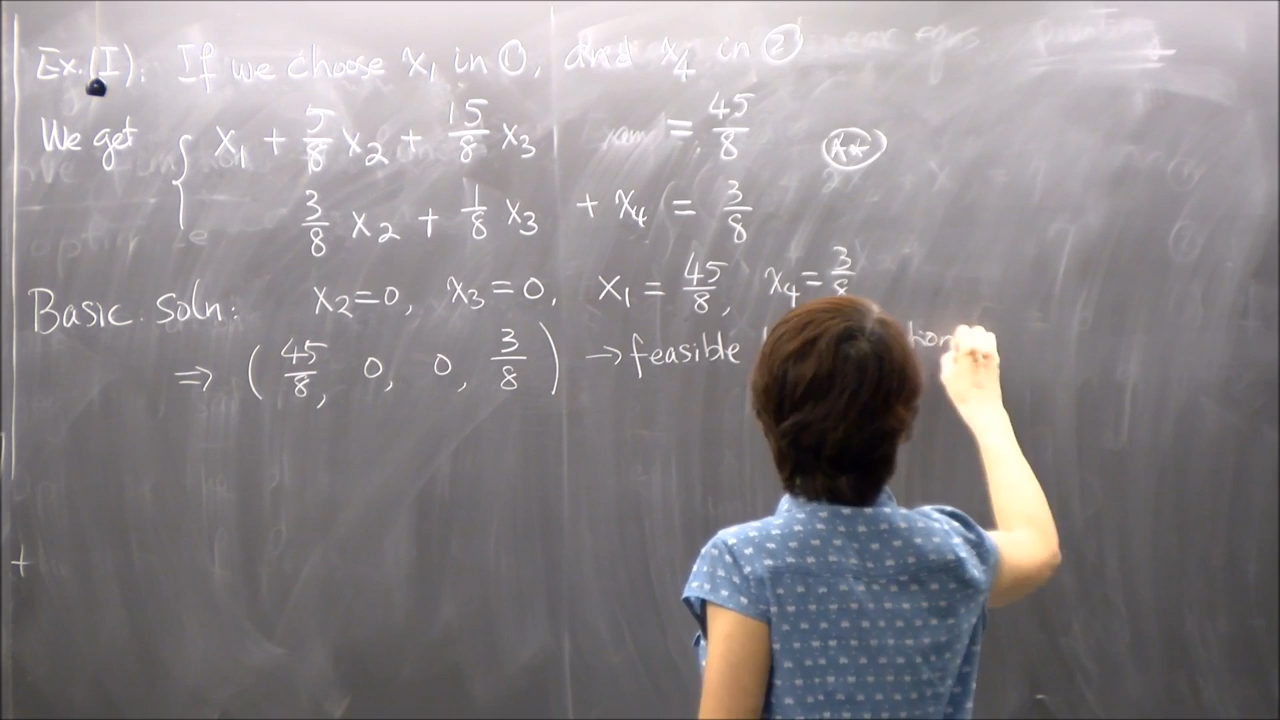 Ex.(I): If we choose x₁ in ①, and x₄ in ②
We get { x₁ + 5/8 x₂ + 15/8 x₃ = 45/8 (**)
3/8 x₂ + 1/8 x₃ + x₄ = 3/8
Basic soln: x₂=0, x₃=0, x₁ = 45/8, x₄ = 3/8
⇒ (45/8, 0, 0, 3/8) → feasible